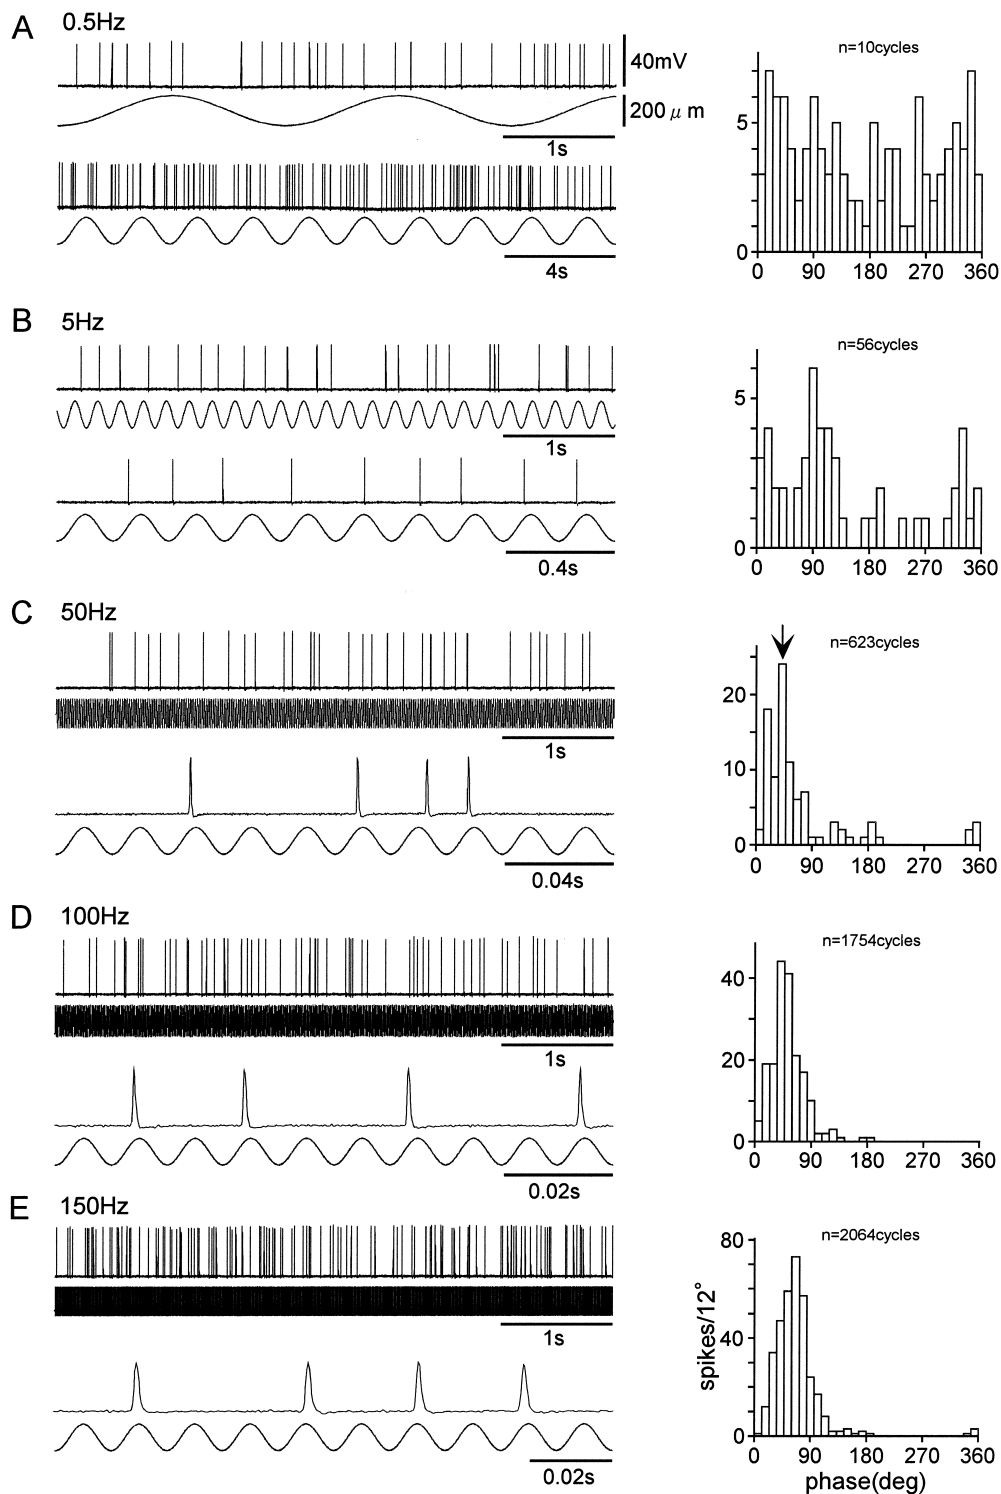 A 0.5Hz
n=10cycles
40mV
200 μm
1s
4s
5
0
0 90 180 270 360
B 5Hz
n=56cycles
1s
0.4s
5
0
0 90 180 270 360
C 50Hz
n=623cycles
1s
0.04s
20
10
0
0 90 180 270 360
D 100Hz
n=1754cycles
1s
0.02s
40
20
0
0 90 180 270 360
E 150Hz
n=2064cycles
1s
0.02s
80
40
0
spikes/12°
0 90 180 270 360
phase(deg)